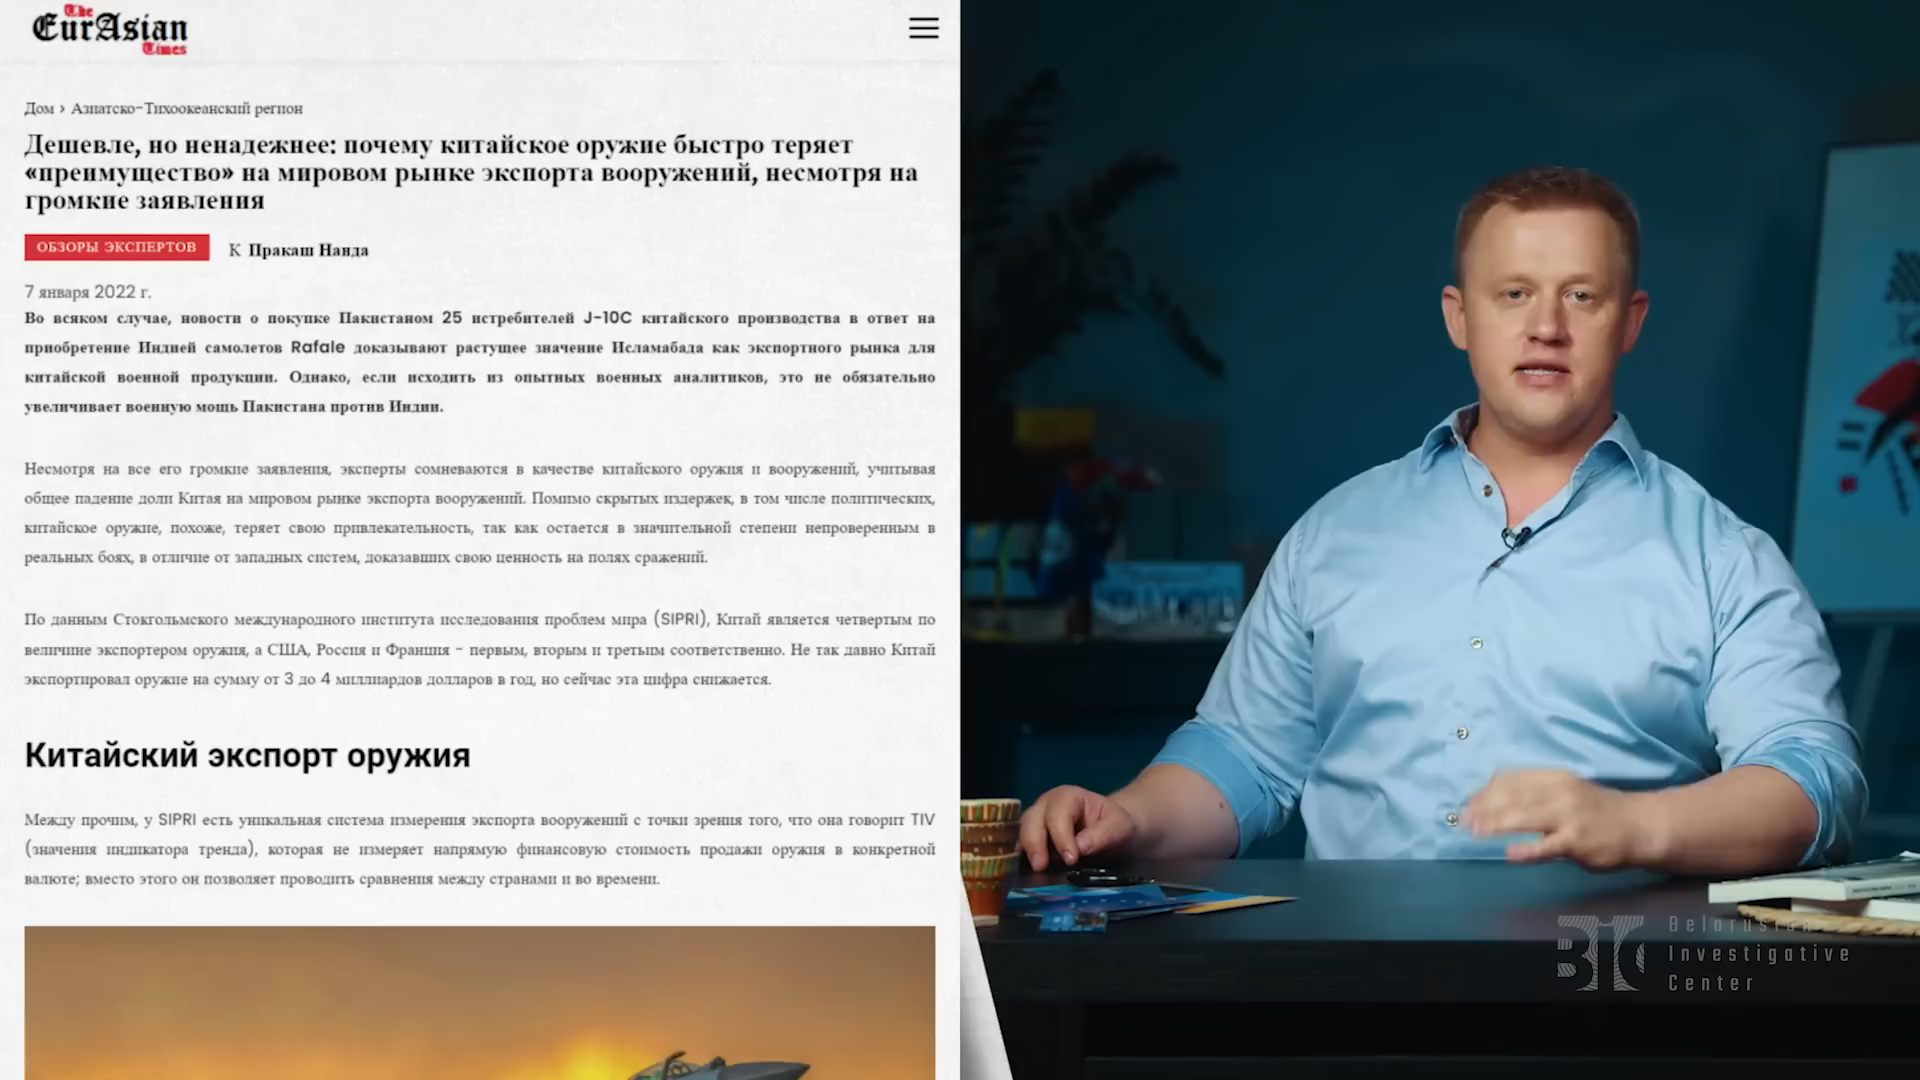 The
EurAsian
Times
Дом › Азиатско-Тихоокеанский регион
Дешевле, но ненадежнее: почему китайское оружие быстро теряет
«преимущество» на мировом рынке экспорта вооружений, несмотря на
громкие заявления
ОБЗОРЫ ЭКСПЕРТОВ К Пракаш Нанда
7 января 2022 г.
Во всяком случае, новости о покупке Пакистаном 25 истребителей J-10C китайского производства в ответ на
приобретение Индией самолетов Rafale доказывают растущее значение Исламабада как экспортного рынка для
китайской военной продукции. Однако, если исходить из опытных военных аналитиков, это не обязательно
увеличивает военную мощь Пакистана против Индии.
Несмотря на все его громкие заявления, эксперты сомневаются в качестве китайского оружия и вооружений, учитывая
общее падение доли Китая на мировом рынке экспорта вооружений. Помимо скрытых издержек, в том числе политических,
китайское оружие, похоже, теряет свою привлекательность, так как остается в значительной степени непроверенным в
реальных боях, в отличие от западных систем, доказавших свою ценность на полях сражений.
По данным Стокгольмского международного института исследования проблем мира (SIPRI), Китай является четвертым по
величине экспортером оружия, а США, Россия и Франция - первым, вторым и третьим соответственно. Не так давно Китай
экспортировал оружие на сумму от 3 до 4 миллиардов долларов в год, но сейчас эта цифра снижается.
Китайский экспорт оружия
Между прочим, у SIPRI есть уникальная система измерения экспорта вооружений с точки зрения того, что она говорит TIV
(значения индикатора тренда), которая не измеряет напрямую финансовую стоимость продажи оружия в конкретной
валюте; вместо этого он позволяет проводить сравнения между странами и во времени.
BIC
Belarusian
Investigative
Center